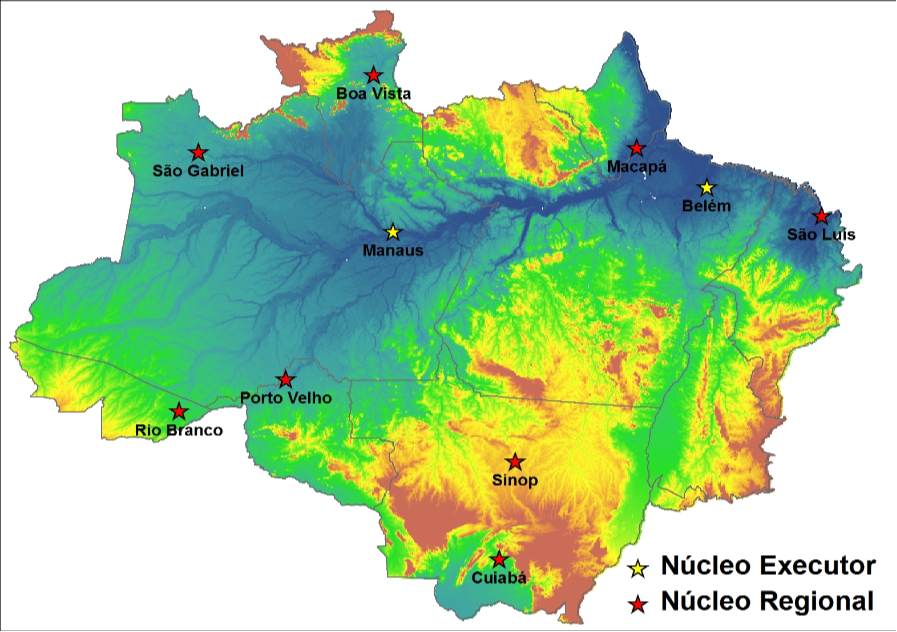 Boa Vista
São Gabriel
Macapá
Belém
São Luís
Manaus
Porto Velho
Rio Branco
Sinop
Cuiabá
Núcleo Executor
Núcleo Regional